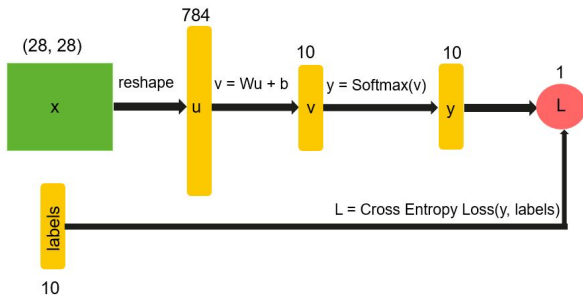 784
(28, 28)
10
10
1
reshape
v = Wu + b
y = Softmax(v)
x
u
v
y
L
labels
L = Cross Entropy Loss(y, labels)
10